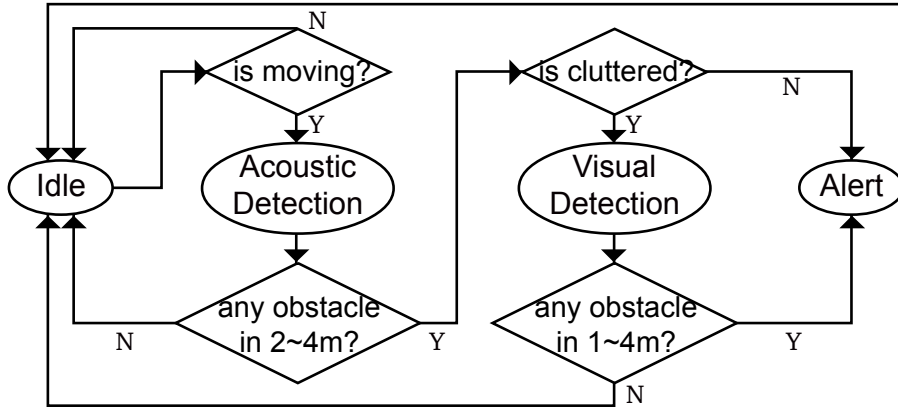 N
is moving?
is cluttered?
N
Y
Y
Idle
Acoustic
Detection
Visual
Detection
Alert
any obstacle
in 2~4m?
any obstacle
in 1~4m?
N
Y
Y
N